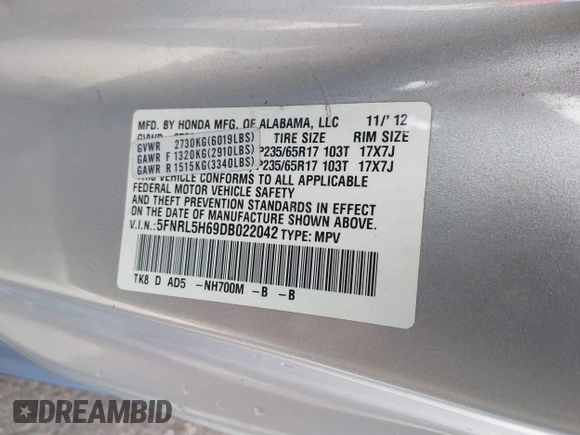 MFD. BY HONDA MFG. OF ALABAMA, LLC 11/'12
GVWR TIRE SIZE RIM SIZE
GVWR 2730KG(6019LBS)
GAWR F 1320KG(2910LBS) P235/65R17 103T 17X7J
GAWR R 1515KG(3340LBS) P235/65R17 103T 17X7J
THIS VEHICLE CONFORMS TO ALL APPLICABLE
FEDERAL MOTOR VEHICLE SAFETY
AND THEFT PREVENTION STANDARDS IN EFFECT
ON THE DATE OF MANUFACTURE SHOWN ABOVE.
V.I.N.: 5FNRL5H69DB022042 TYPE: MPV
TK8 D AD5 -NH700M -B -B
DREAMBID